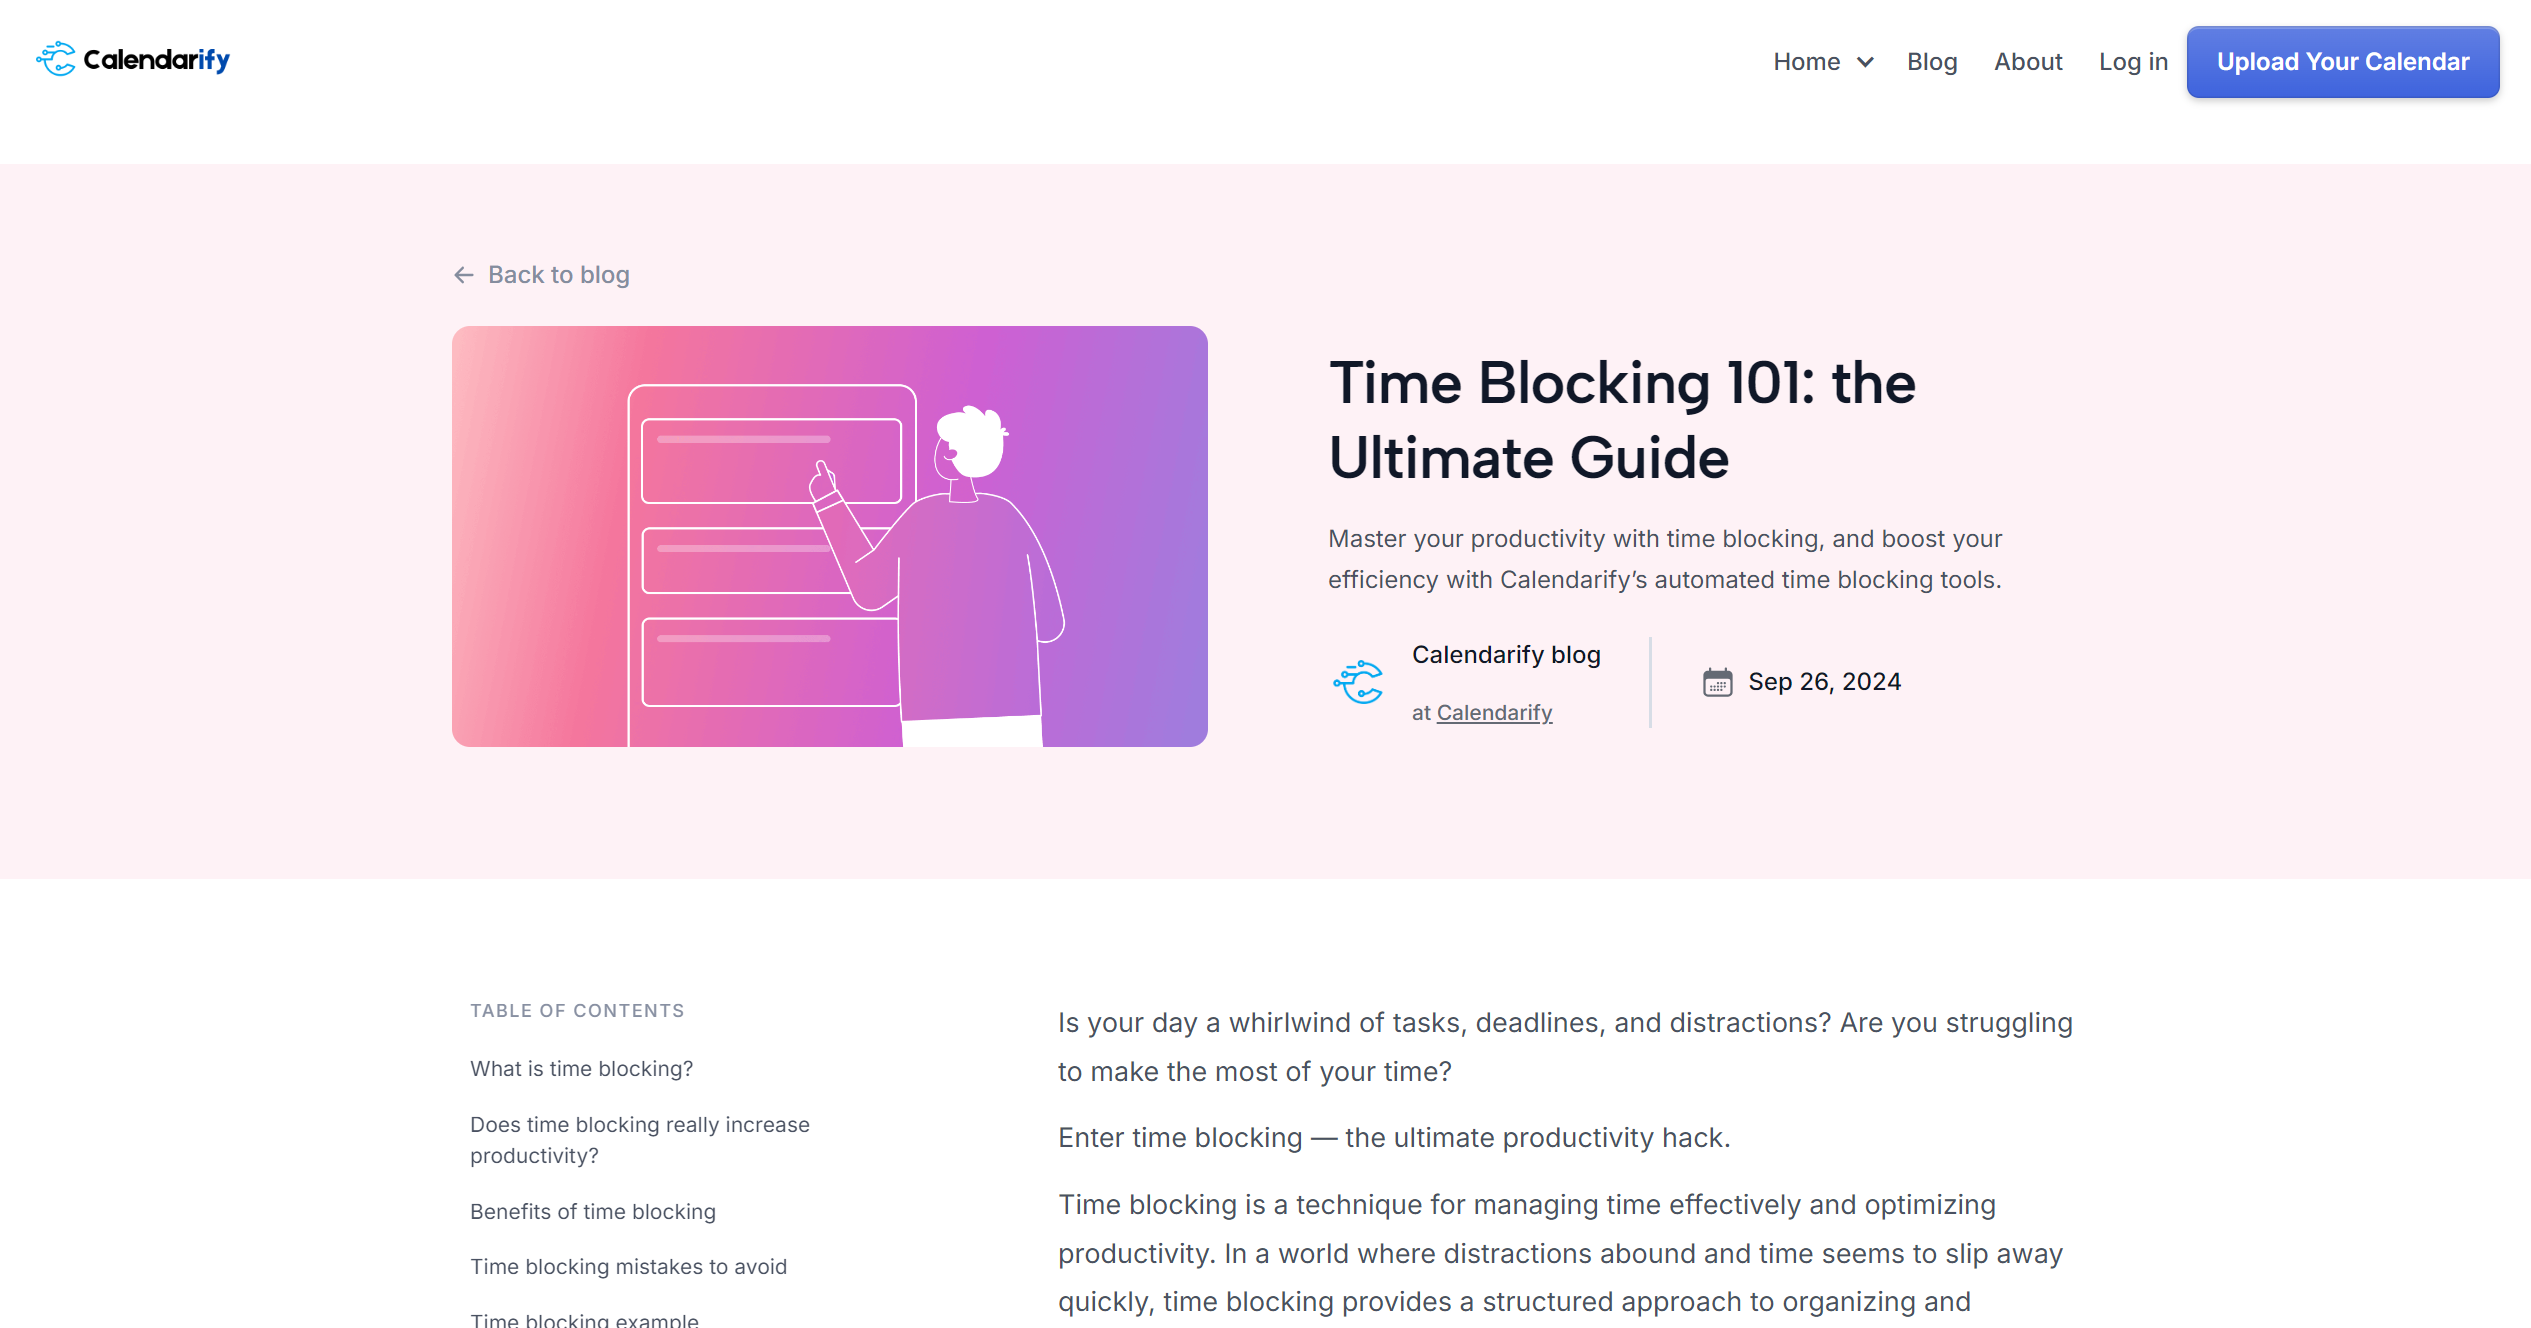 Calendarify
Home
Blog
About
Log in
Upload Your Calendar
Back to blog
Time Blocking 101: the
Ultimate Guide
Master your productivity with time blocking, and boost your
efficiency with Calendarify’s automated time blocking tools.
Calendarify blog
at Calendarify
Sep 26, 2024
TABLE OF CONTENTS
What is time blocking?
Does time blocking really increase
productivity?
Benefits of time blocking
Time blocking mistakes to avoid
Time blocking example
Is your day a whirlwind of tasks, deadlines, and distractions? Are you struggling
to make the most of your time?
Enter time blocking — the ultimate productivity hack.
Time blocking is a technique for managing time effectively and optimizing
productivity. In a world where distractions abound and time seems to slip away
quickly, time blocking provides a structured approach to organizing and